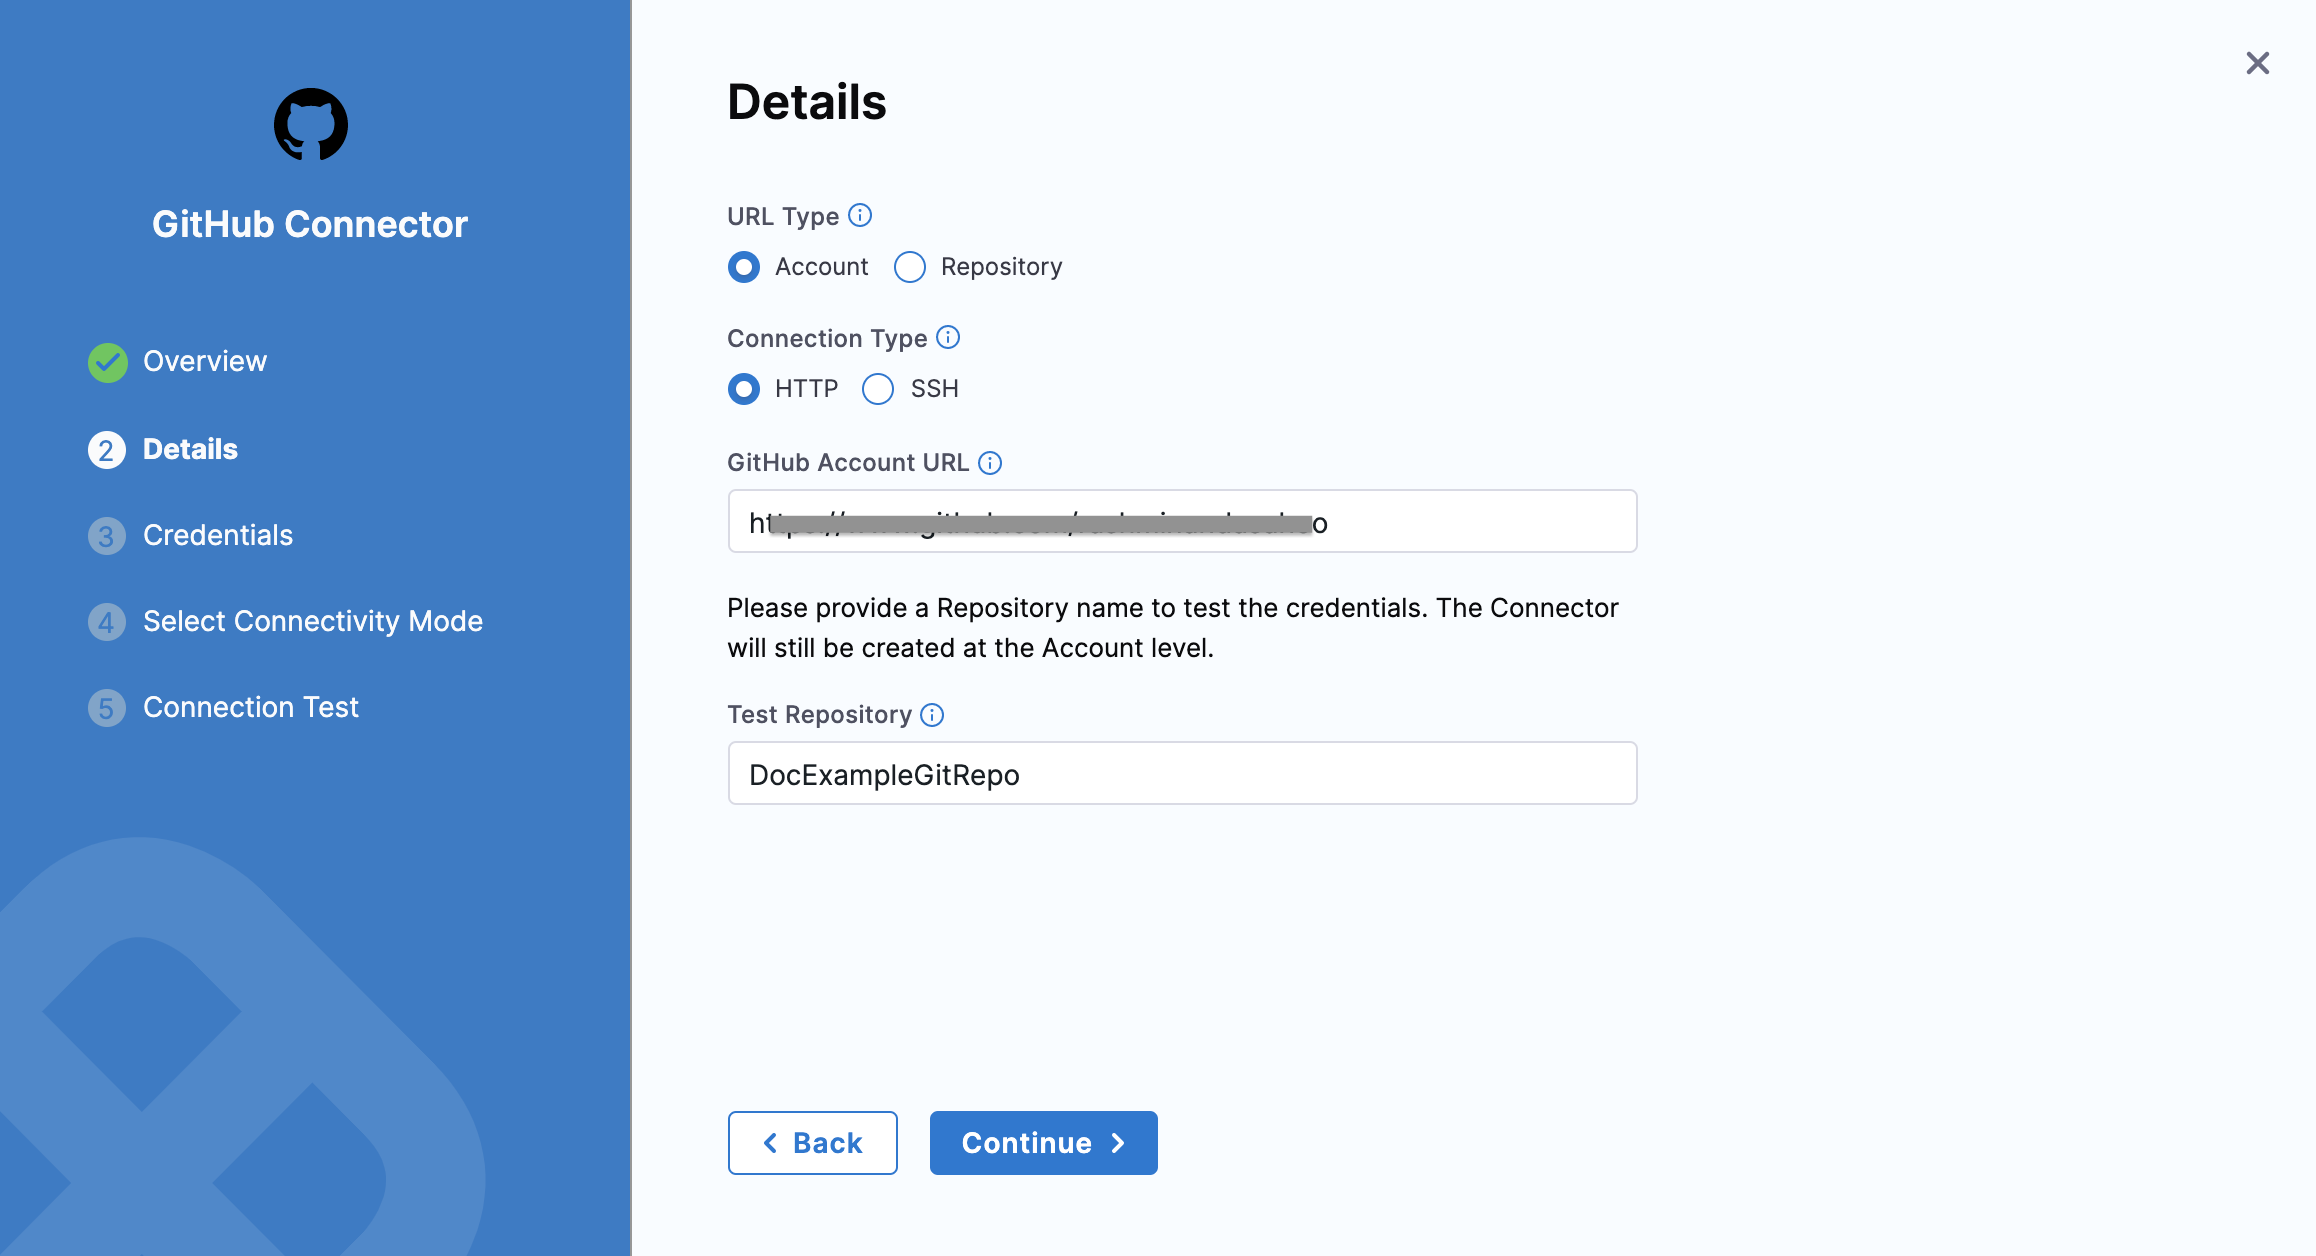 GitHub Connector
Overview
2 Details
3 Credentials
4 Select Connectivity Mode
5 Connection Test
Details
URL Type
Account Repository
Connection Type
HTTP SSH
GitHub Account URL
Please provide a Repository name to test the credentials. The Connector
will still be created at the Account level.
Test Repository
DocExampleGitRepo
Back Continue